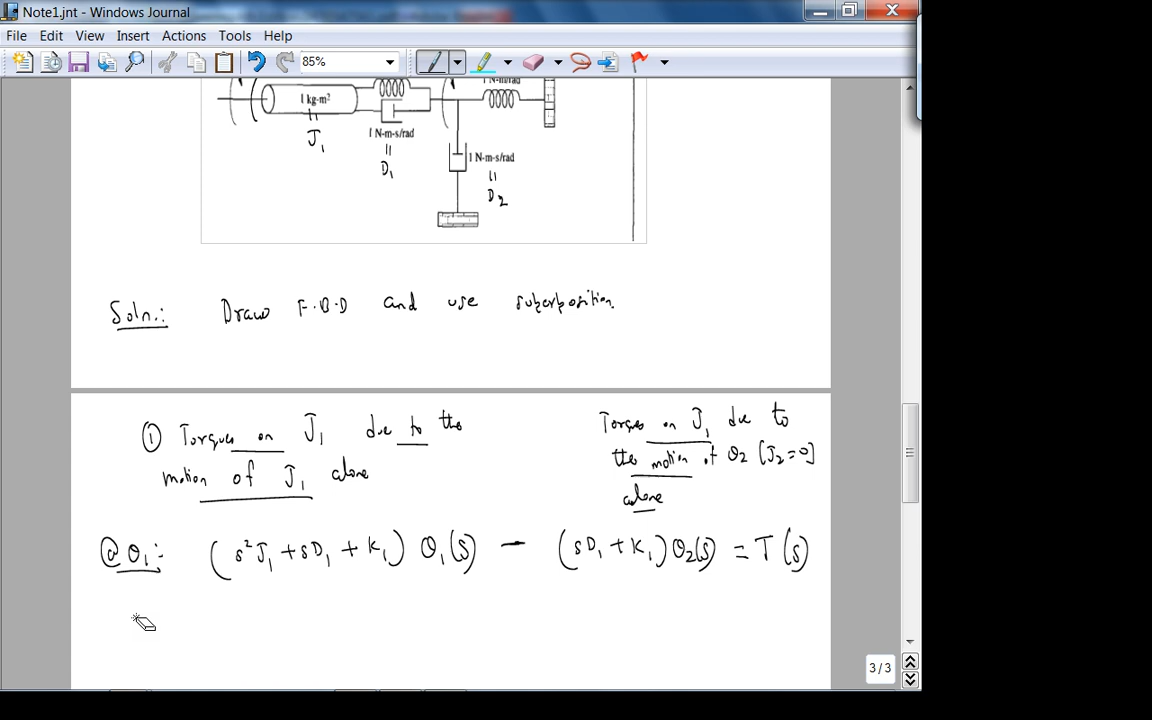 Note1.jnt - Windows Journal
File Edit View Insert Actions Tools Help
85%
1 N-m/rad
1 kg-m²
J₁
1 N-m-s/rad
D₁
1 N-m-s/rad
D₂
Soln.: Draw F.B.D and use superposition.
① Torques on J₁ due to the
motion of J₁ alone
Torques on J₁ due to
the motion of θ₂ [J₂=0]
alone
@ θ₁: (s²J₁ + sD₁ + K₁) θ₁(s) - (sD₁ + K₁) θ₂(s) = T(s)
3 / 3